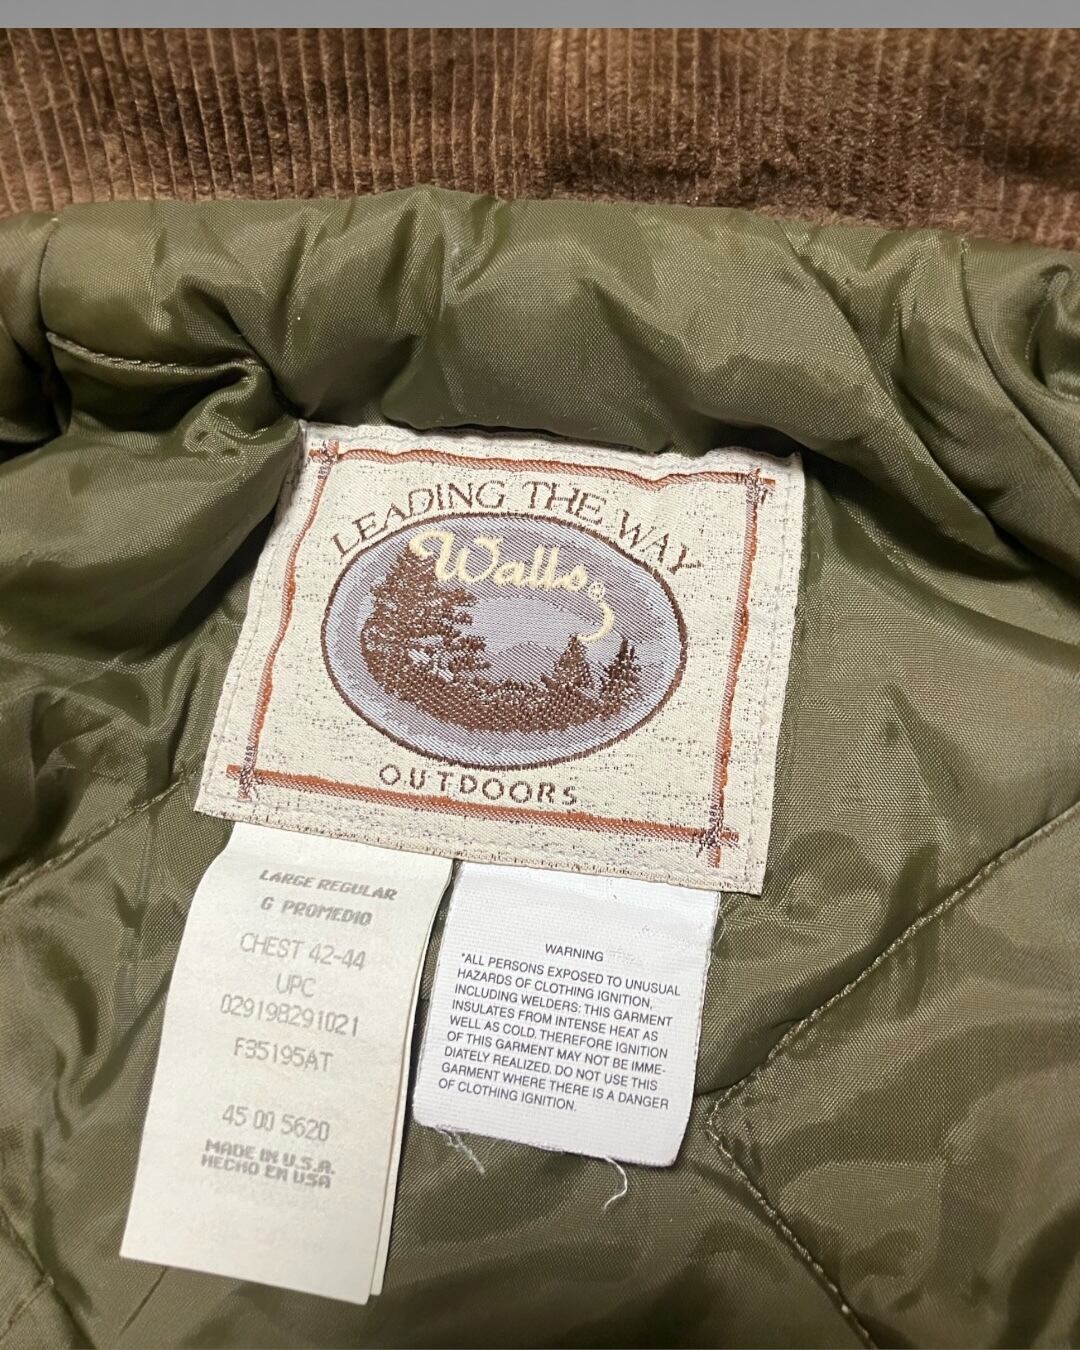 LEADING THE WAY
Walls
OUTDOORS
LARGE REGULAR
G PROMEDIO
CHEST 42-44
UPC
029198291021
F35195AT
45 00 5620
MADE IN U.S.A.
HECHO EN USA
WARNING
"ALL PERSONS EXPOSED TO UNUSUAL
HAZARDS OF CLOTHING IGNITION,
INCLUDING WELDERS: THIS GARMENT
INSULATES FROM INTENSE HEAT AS
WELL AS COLD. THEREFORE IGNITION
OF THIS GARMENT MAY NOT BE IMME-
DIATELY REALIZED. DO NOT USE THIS
GARMENT WHERE THERE IS A DANGER
OF CLOTHING IGNITION.